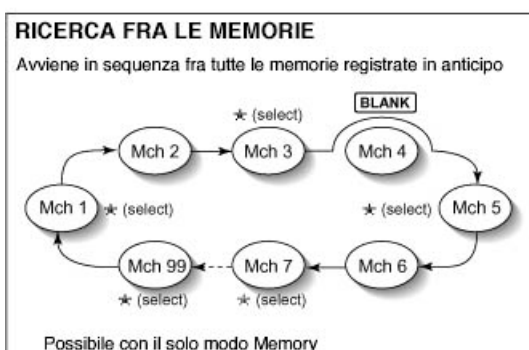 RICERCA FRA LE MEMORIE
Avviene in sequenza fra tutte le memorie registrate in anticipo
BLANK
★ (select)
Mch 2
Mch 3
Mch 4
Mch 1
★ (select)
★ (select)
Mch 5
Mch 99
Mch 7
Mch 6
★ (select)
★ (select)
Possibile con il solo modo Memory